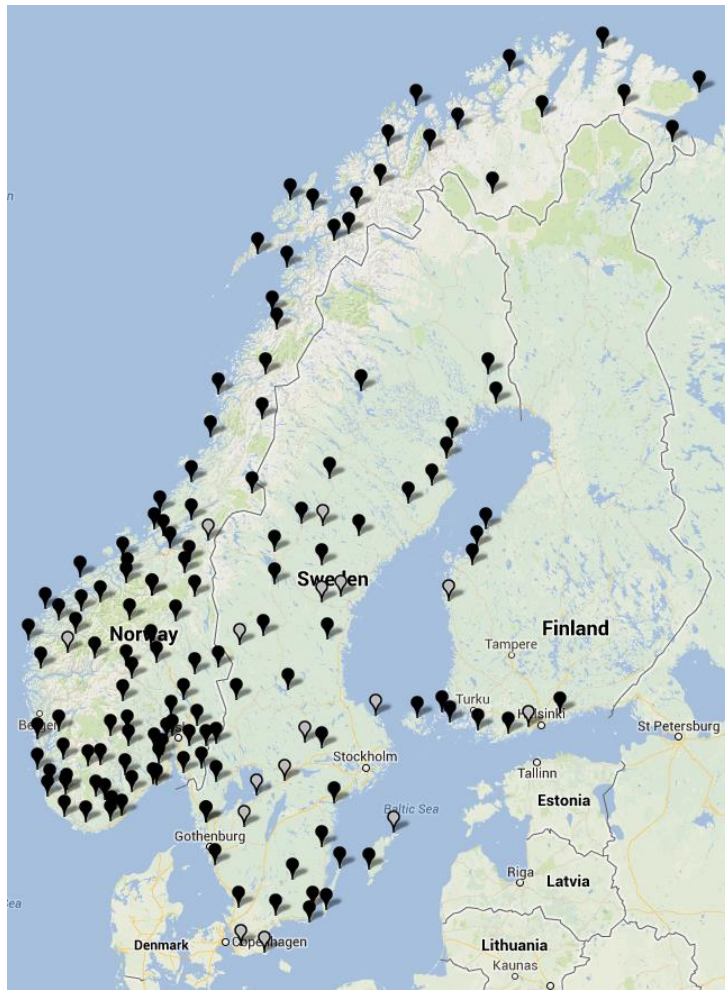 n
Sweden
Norway
Finland
Tampere
Turku
Helsinki
St Petersburg
Stockholm
Tallinn
Baltic Sea
Estonia
Gothenburg
Riga
Latvia
ea
Denmark
Copenhagen
Lithuania
Kaunas